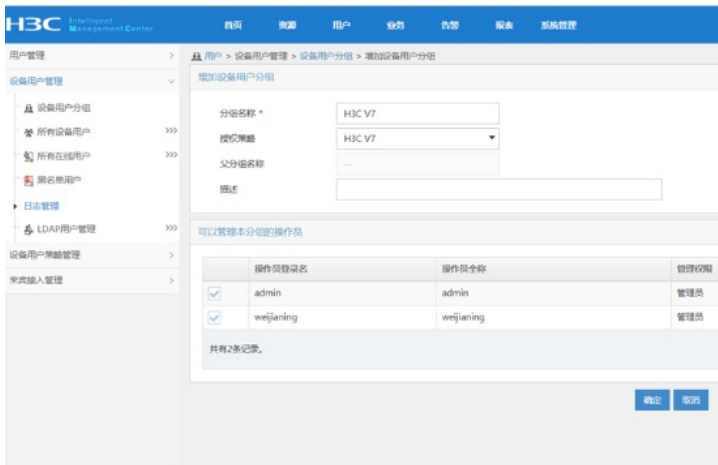 H3C Intelligent Management Center
首页 资源 用户 业务 告警 报表 系统管理
用户管理
设备用户管理
设备用户分组
所有设备用户
所有在线用户
黑名单用户
日志管理
LDAP用户管理
设备用户策略管理
来宾接入管理
用户 > 设备用户管理 > 设备用户分组 > 增加设备用户分组
增加设备用户分组
分组名称 * H3C V7
授权策略 H3C V7
父分组名称 --
描述
可以管理本分组的操作员
操作员登录名 操作员全称 管理权限
admin admin 管理员
weijianing weijianing 管理员
共有2条记录。
确定 取消